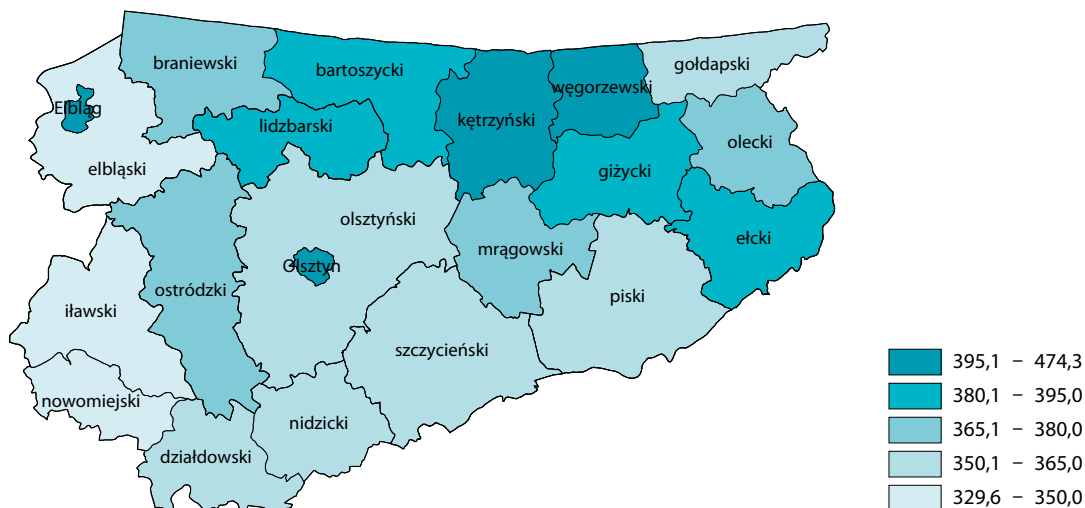 braniewski
bartoszycki
gołdapski
węgorzewski
Elbląg
kętrzyński
lidzbarski
olecki
elbląski
giżycki
olsztyński
ełcki
mrągowski
Olsztyn
ostródzki
piski
iławski
szczycieński
nowomiejski
nidzicki
działdowski
395,1 – 474,3
380,1 – 395,0
365,1 – 380,0
350,1 – 365,0
329,6 – 350,0